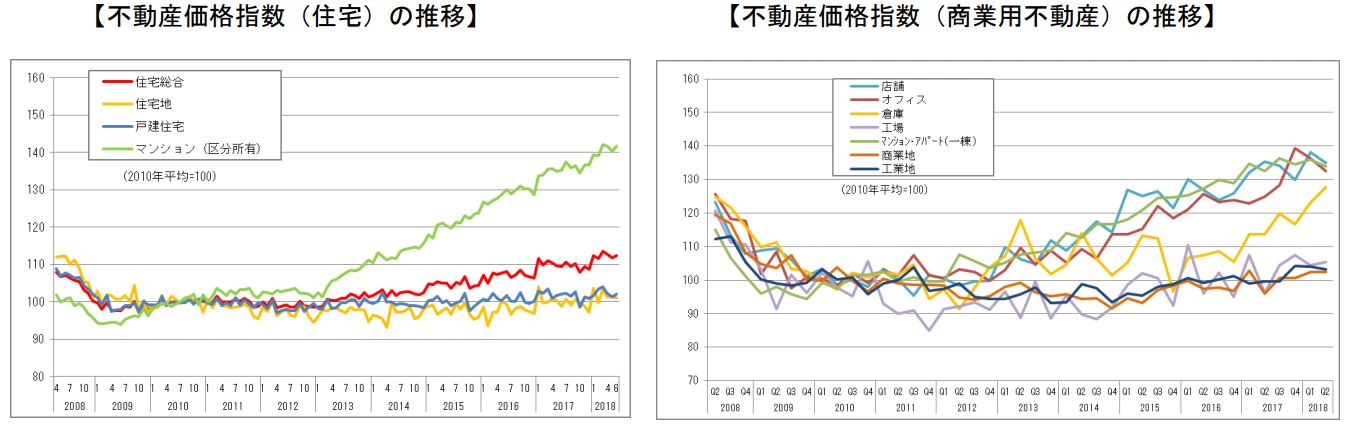 【不動産価格指数（住宅）の推移】
160
150
140
130
120
110
100
90
80
住宅総合
住宅地
戸建住宅
マンション（区分所有）
（2010年平均=100）
4 7 10 1 4 7 10 1 4 7 10 1 4 7 10 1 4 7 10 1 4 7 10 1 4 7 10 1 4 7 10 1 4 7 10 1 4 7 10 1 4 6
2008 2009 2010 2011 2012 2013 2014 2015 2016 2017 2018
【不動産価格指数（商業用不動産）の推移】
160
150
140
130
120
110
100
90
80
70
店舗
オフィス
倉庫
工場
ﾏﾝｼｮﾝ・ｱﾊﾟｰﾄ（一棟）
商業地
工業地
（2010年平均=100）
Q2 Q3 Q4 Q1 Q2 Q3 Q4 Q1 Q2 Q3 Q4 Q1 Q2 Q3 Q4 Q1 Q2 Q3 Q4 Q1 Q2 Q3 Q4 Q1 Q2 Q3 Q4 Q1 Q2 Q3 Q4 Q1 Q2 Q3 Q4 Q1 Q2 Q3 Q4 Q1 Q2
2008 2009 2010 2011 2012 2013 2014 2015 2016 2017 2018